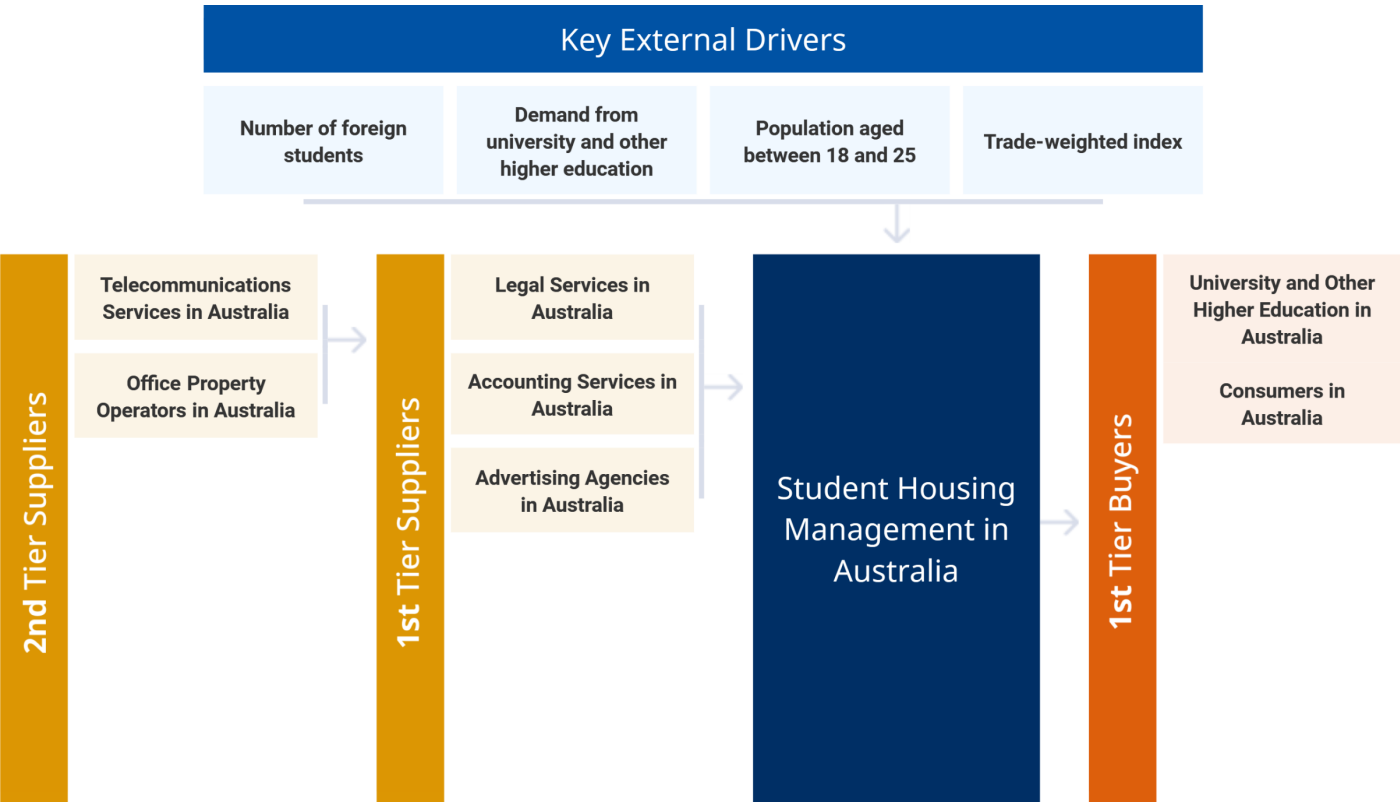 Key External Drivers
Number of foreign
students
Demand from
university and other
higher education
Population aged
between 18 and 25
Trade-weighted index
2nd Tier Suppliers
Telecommunications
Services in Australia
Office Property
Operators in Australia
1st Tier Suppliers
Legal Services in
Australia
Accounting Services in
Australia
Advertising Agencies
in Australia
Student Housing
Management in
Australia
1st Tier Buyers
University and Other
Higher Education in
Australia
Consumers in
Australia